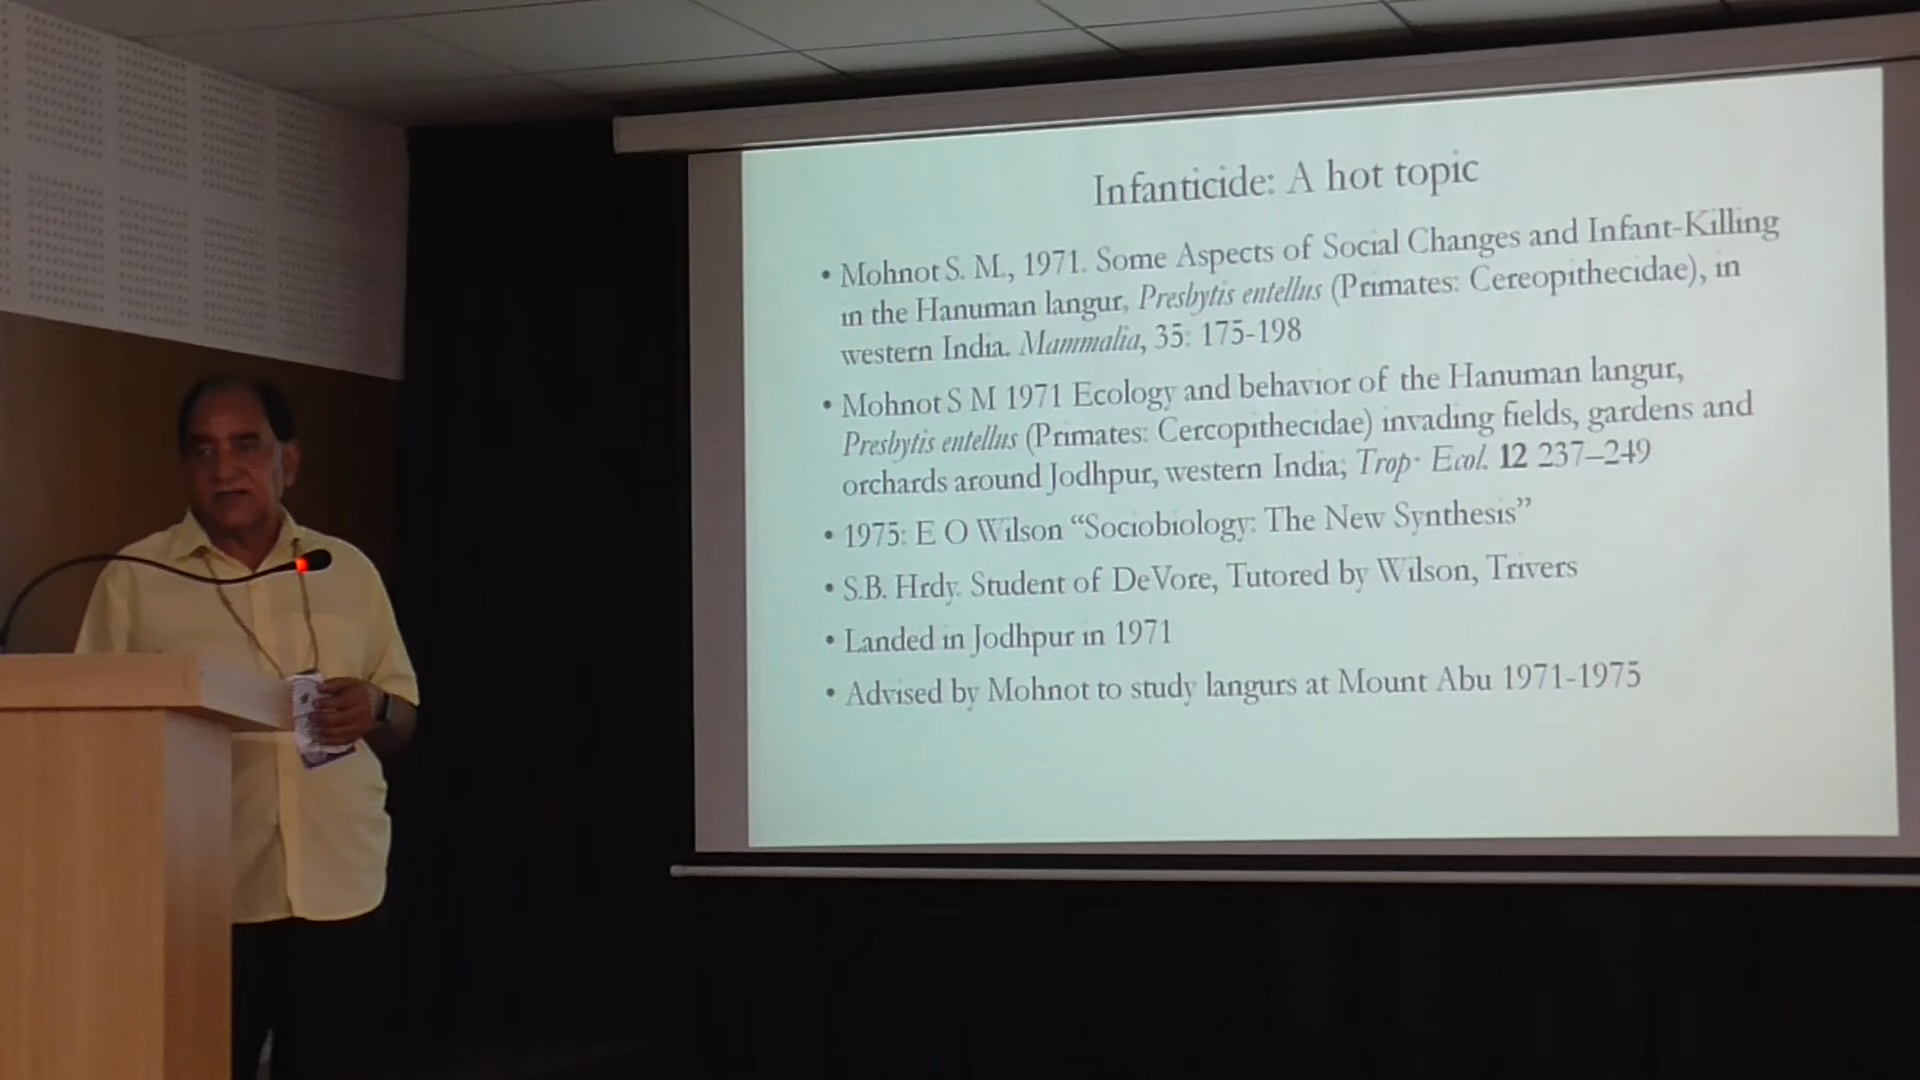 Infanticide: A hot topic
• Mohnot S. M., 1971. Some Aspects of Social Changes and Infant-Killing
in the Hanuman langur, Presbytis entellus (Primates: Cereopithecidae), in
western India. Mammalia, 35: 175-198
• Mohnot S M 1971 Ecology and behavior of the Hanuman langur,
Presbytis entellus (Primates: Cercopithecidae) invading fields, gardens and
orchards around Jodhpur, western India; Trop. Ecol. 12 237–249
• 1975: E O Wilson “Sociobiology: The New Synthesis”
• S.B. Hrdy. Student of DeVore, Tutored by Wilson, Trivers
• Landed in Jodhpur in 1971
• Advised by Mohnot to study langurs at Mount Abu 1971-1975